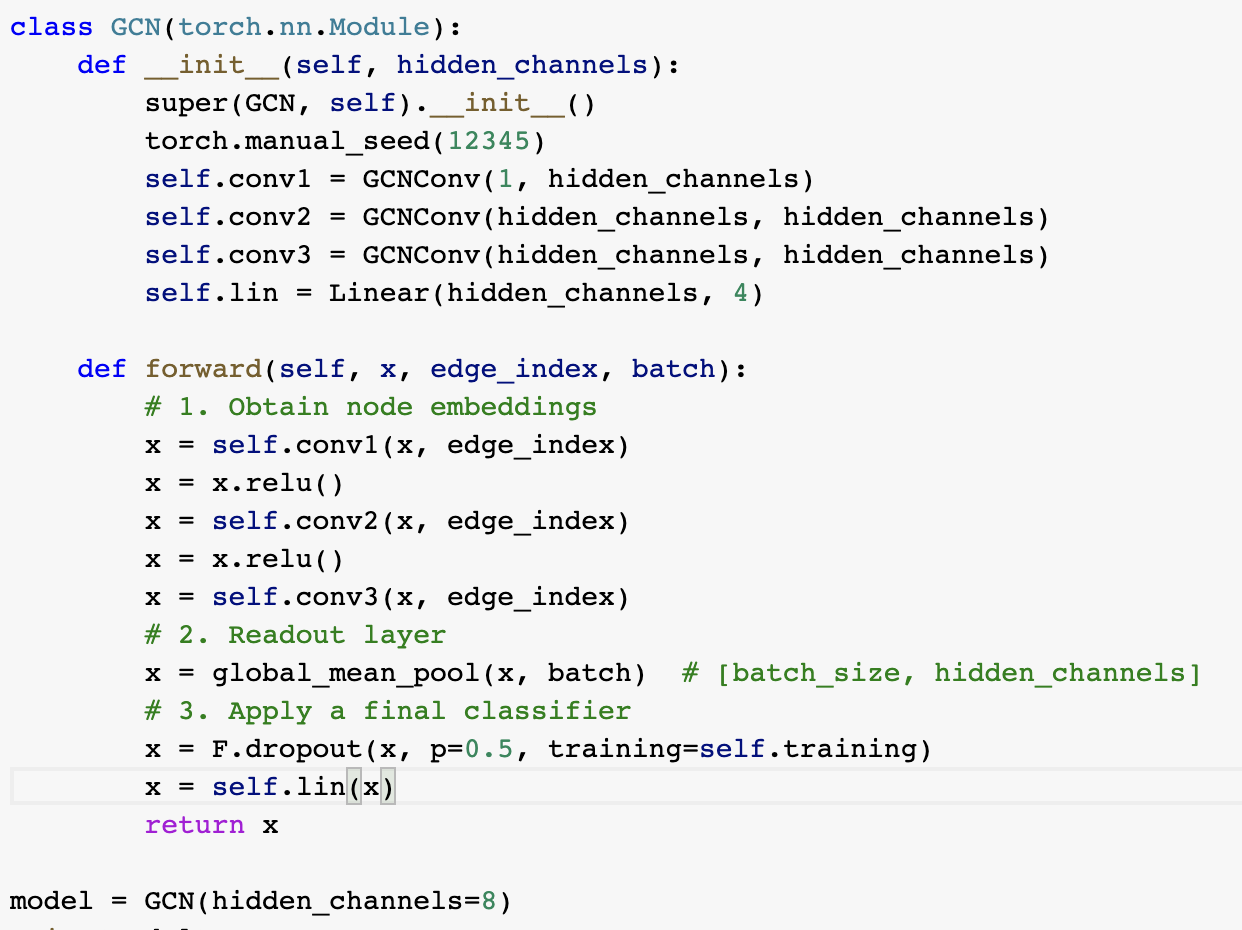 class GCN(torch.nn.Module):
    def __init__(self, hidden_channels):
        super(GCN, self).__init__()
        torch.manual_seed(12345)
        self.conv1 = GCNConv(1, hidden_channels)
        self.conv2 = GCNConv(hidden_channels, hidden_channels)
        self.conv3 = GCNConv(hidden_channels, hidden_channels)
        self.lin = Linear(hidden_channels, 4)

    def forward(self, x, edge_index, batch):
        # 1. Obtain node embeddings
        x = self.conv1(x, edge_index)
        x = x.relu()
        x = self.conv2(x, edge_index)
        x = x.relu()
        x = self.conv3(x, edge_index)
        # 2. Readout layer
        x = global_mean_pool(x, batch)  # [batch_size, hidden_channels]
        # 3. Apply a final classifier
        x = F.dropout(x, p=0.5, training=self.training)
        x = self.lin(x)
        return x

model = GCN(hidden_channels=8)